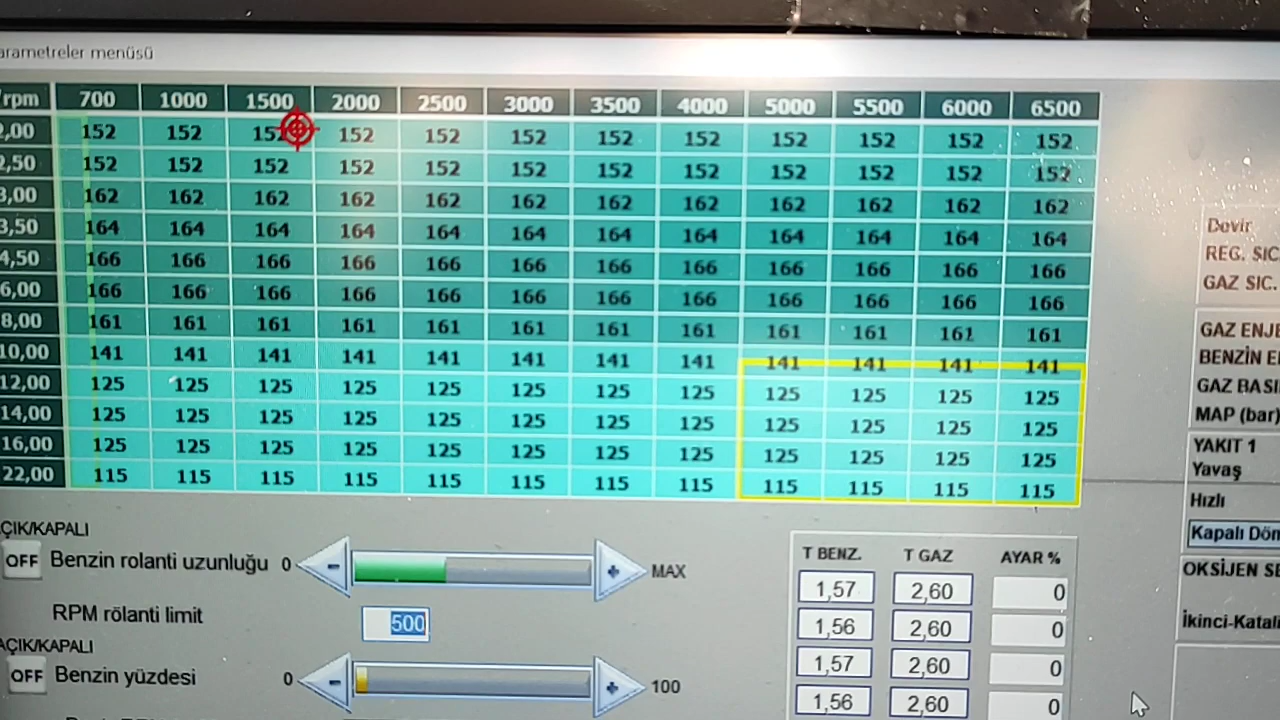 arametreler menüsü
/rpm 700 1000 1500 2000 2500 3000 3500 4000 5000 5500 6000 6500
2,00 152 152 152 152 152 152 152 152 152 152 152 152
2,50 152 152 152 152 152 152 152 152 152 152 152 152
3,00 162 162 162 162 162 162 162 162 162 162 162 162
3,50 164 164 164 164 164 164 164 164 164 164 164 164
4,50 166 166 166 166 166 166 166 166 166 166 166 166
6,00 166 166 166 166 166 166 166 166 166 166 166 166
8,00 161 161 161 161 161 161 161 161 161 161 161 161
10,00 141 141 141 141 141 141 141 141 141 141 141 141
12,00 125 125 125 125 125 125 125 125 125 125 125 125
14,00 125 125 125 125 125 125 125 125 125 125 125 125
16,00 125 125 125 125 125 125 125 125 125 125 125 125
22,00 115 115 115 115 115 115 115 115 115 115 115 115
Devir
REG. SIC
GAZ SIC.
GAZ ENJE
BENZİN E
GAZ BASI
MAP (bar)
YAKIT 1
Yavaş
Hızlı
Kapalı Dön
OKSİJEN SE
İkinci-Katali
ÇIK/KAPALI
OFF Benzin rolanti uzunluğu 0 - + MAX
RPM rölanti limit 500
AÇIK/KAPALI
OFF Benzin yüzdesi 0 - + 100
T BENZ. T GAZ AYAR %
1,57 2,60 0
1,56 2,60 0
1,57 2,60 0
1,56 2,60 0